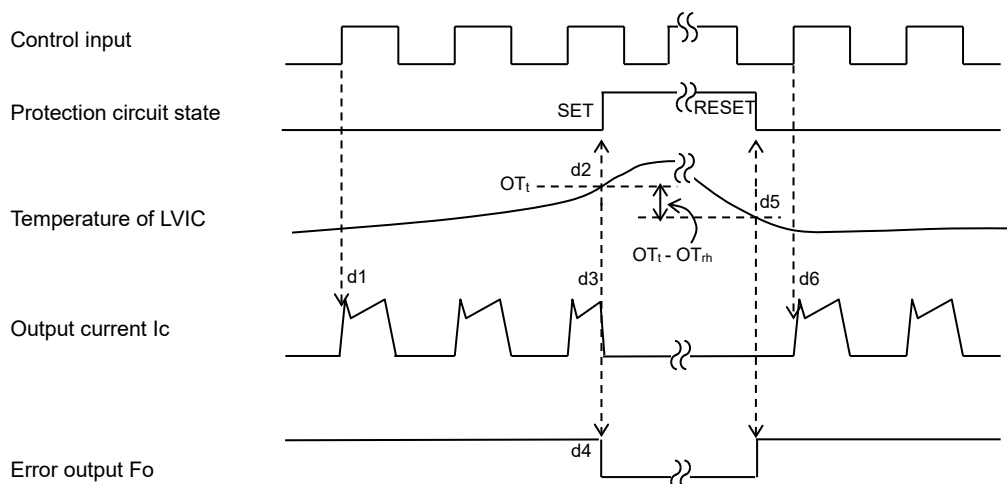 Control input
Protection circuit state
SET
RESET
d2
OTt
d5
Temperature of LVIC
OTt - OTrh
d1
d3
d6
Output current Ic
d4
Error output Fo